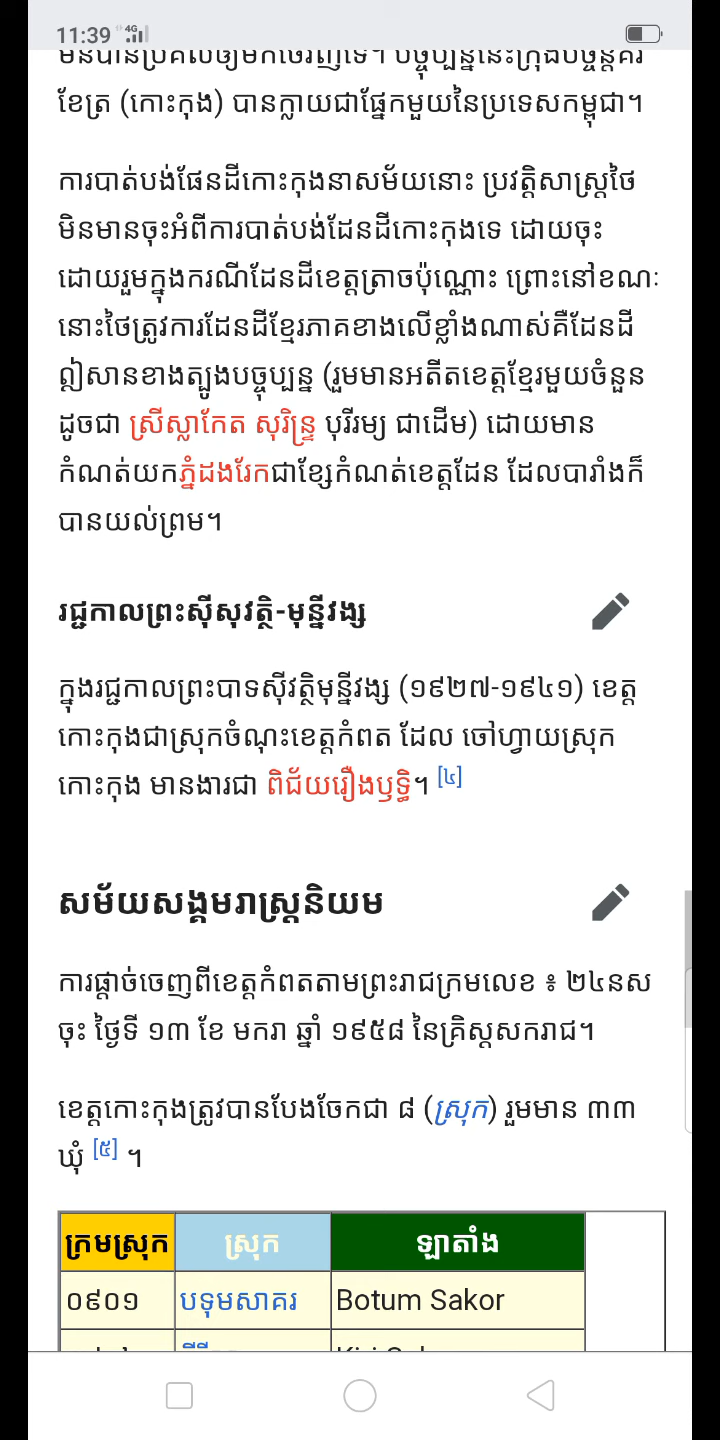 11:39 4G
ខែត្រ (កោះកុង) បានក្លាយជាផ្នែកមួយនៃប្រទេសកម្ពុជា។
ការបាត់បង់ផែនដីកោះកុងនាសម័យនោះ ប្រវត្តិសាស្ត្រថៃ
មិនមានចុះអំពីការបាត់បង់ដែនដីកោះកុងទេ ដោយចុះ
ដោយរួមក្នុងករណីដែនដីខេត្តត្រាចប៉ុណ្ណោះ ព្រោះនៅខណៈ
នោះថៃត្រូវការដែនដីខ្មែរភាគខាងលើខ្លាំងណាស់គឺដែនដី
ឦសានខាងត្បូងបច្ចុប្បន្ន (រួមមានអតីតខេត្តខ្មែរមួយចំនួន
ដូចជា ស្រីស្លាកែត សុរិន្ទ្រ បុរីរម្យ ជាដើម) ដោយមាន
កំណត់យកភ្នំដងរែកជាខ្សែកំណត់ខេត្តដែន ដែលបារាំងក៏
បានយល់ព្រម។
រជ្ជកាលព្រះស៊ីសុវត្ថិ-មុន្នីវង្ស
ក្នុងរជ្ជកាលព្រះបាទស៊ីវត្ថិមុន្នីវង្ស (១៩២៧-១៩៤១) ខេត្ត
កោះកុងជាស្រុកចំណុះខេត្តកំពត ដែល ចៅហ្វាយស្រុក
កោះកុង មានងារជា ពិជ័យរឿងឫទ្ធិ។ [៤]
សម័យសង្គមរាស្ត្រនិយម
ការផ្ដាច់ចេញពីខេត្តកំពតតាមព្រះរាជក្រមលេខ ៖ ២៤នស
ចុះ ថ្ងៃទី ១៣ ខែ មករា ឆ្នាំ ១៩៥៨ នៃគ្រិស្តសករាជ។
ខេត្តកោះកុងត្រូវបានបែងចែកជា ៨ (ស្រុក) រួមមាន ៣៣
ឃុំ [៥] ។
ក្រមស្រុក ស្រុក ឡាតាំង
០៩០១ បទុមសាគរ Botum Sakor